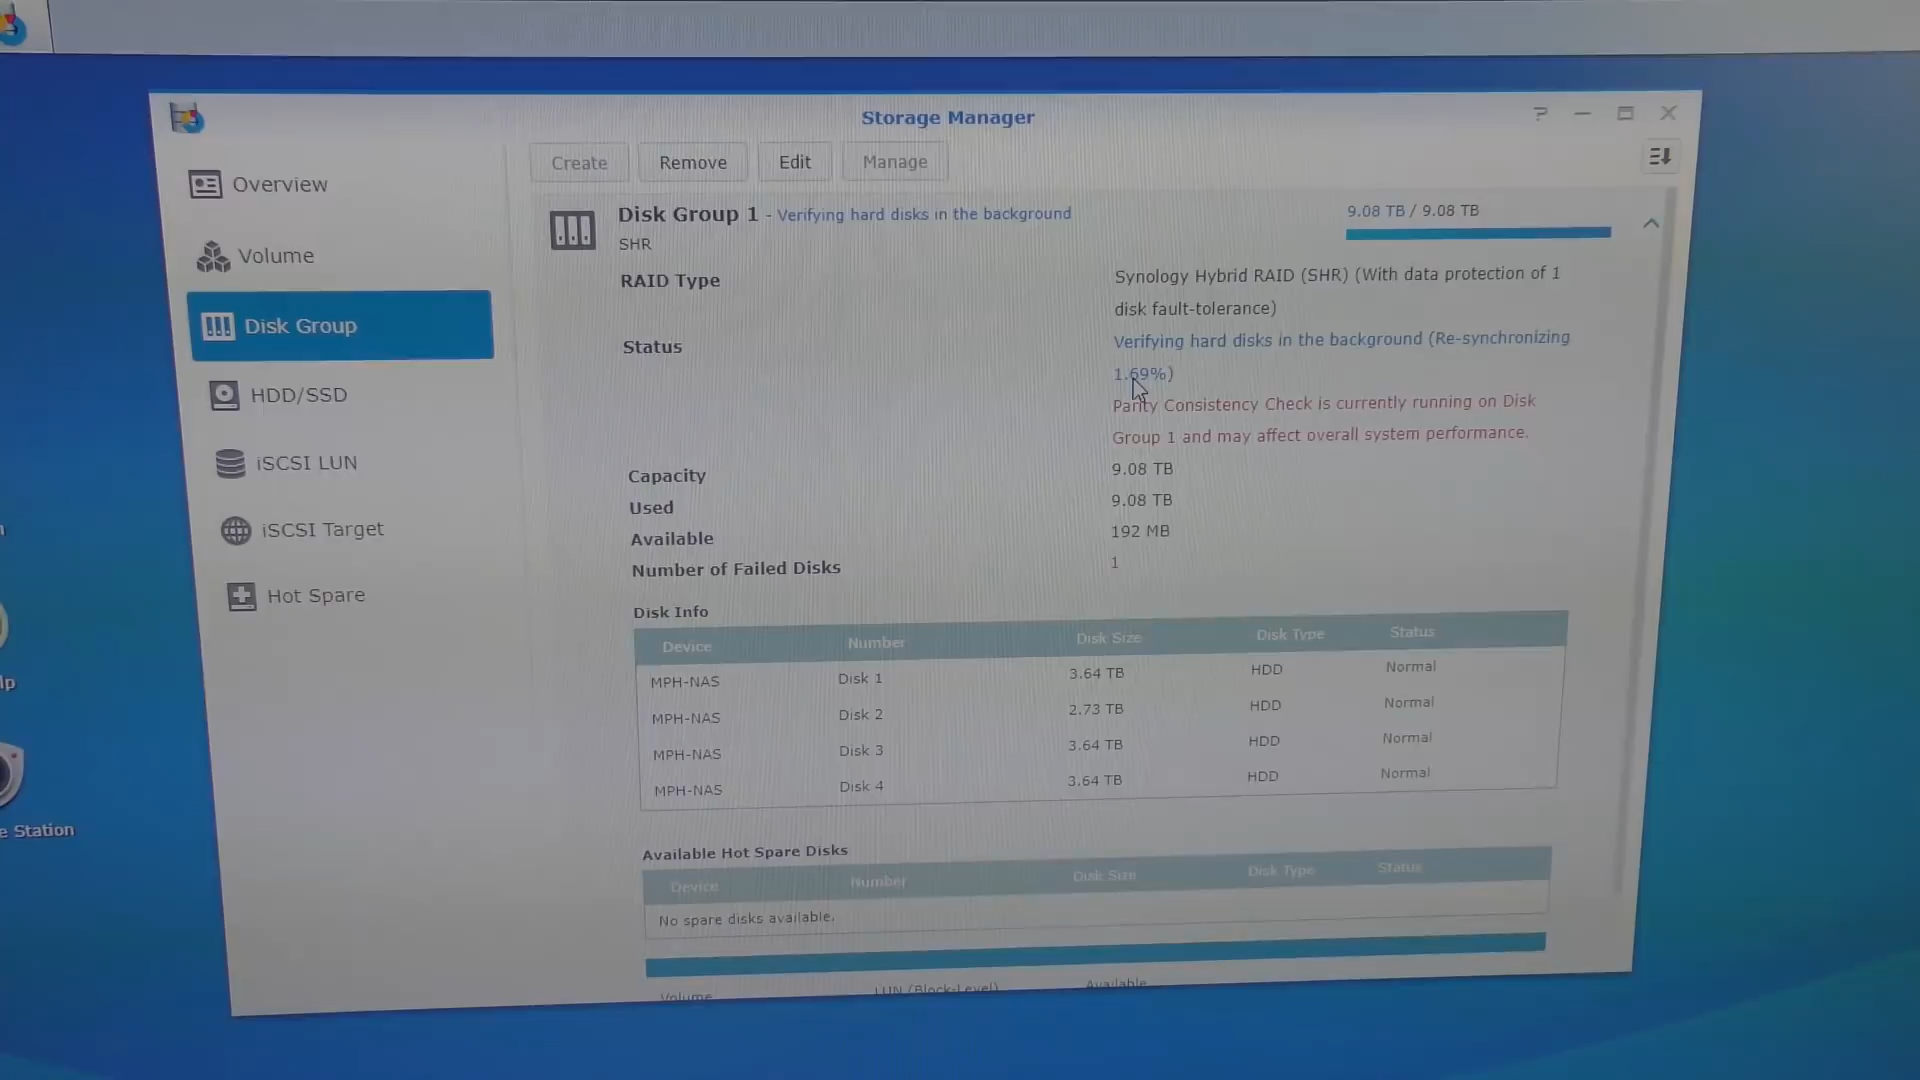 Storage Manager
Overview
Volume
Disk Group
HDD/SSD
iSCSI LUN
iSCSI Target
Hot Spare
Create Remove Edit Manage
Disk Group 1 - Verifying hard disks in the background
SHR
9.08 TB / 9.08 TB
RAID Type Synology Hybrid RAID (SHR) (With data protection of 1
disk fault-tolerance)
Status Verifying hard disks in the background (Re-synchronizing
1.69%)
Parity Consistency Check is currently running on Disk
Group 1 and may affect overall system performance.
Capacity 9.08 TB
Used 9.08 TB
Available 192 MB
Number of Failed Disks 1
Disk Info
Device Number Disk Size Disk Type Status
MPH-NAS Disk 1 3.64 TB HDD Normal
MPH-NAS Disk 2 2.73 TB HDD Normal
MPH-NAS Disk 3 3.64 TB HDD Normal
MPH-NAS Disk 4 3.64 TB HDD Normal
Available Hot Spare Disks
Device Number Disk Size Disk Type Status
No spare disks available.
Volume LUN (Block-Level) Available
lp
e Station